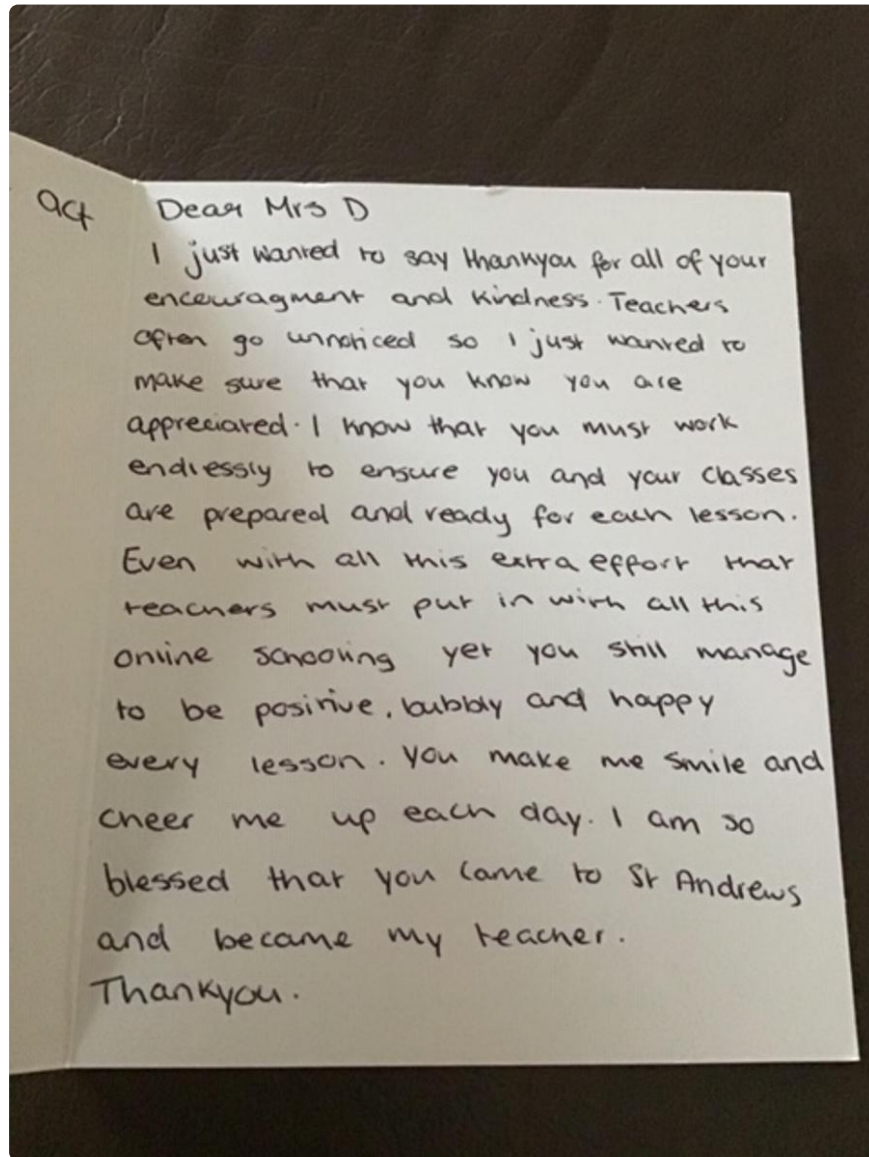 act
Dear Mrs D
I just wanted to say thankyou for all of your
encouragment and kindness. Teachers
often go unnoticed so I just wanted to
make sure that you know you are
appreciated. I know that you must work
endlessly to ensure you and your classes
are prepared and ready for each lesson.
Even with all this extra effort that
teachers must put in with all this
online schooling yet you still manage
to be positive, bubbly and happy
every lesson. You make me smile and
cheer me up each day. I am so
blessed that you came to St Andrews
and became my teacher.
Thankyou.